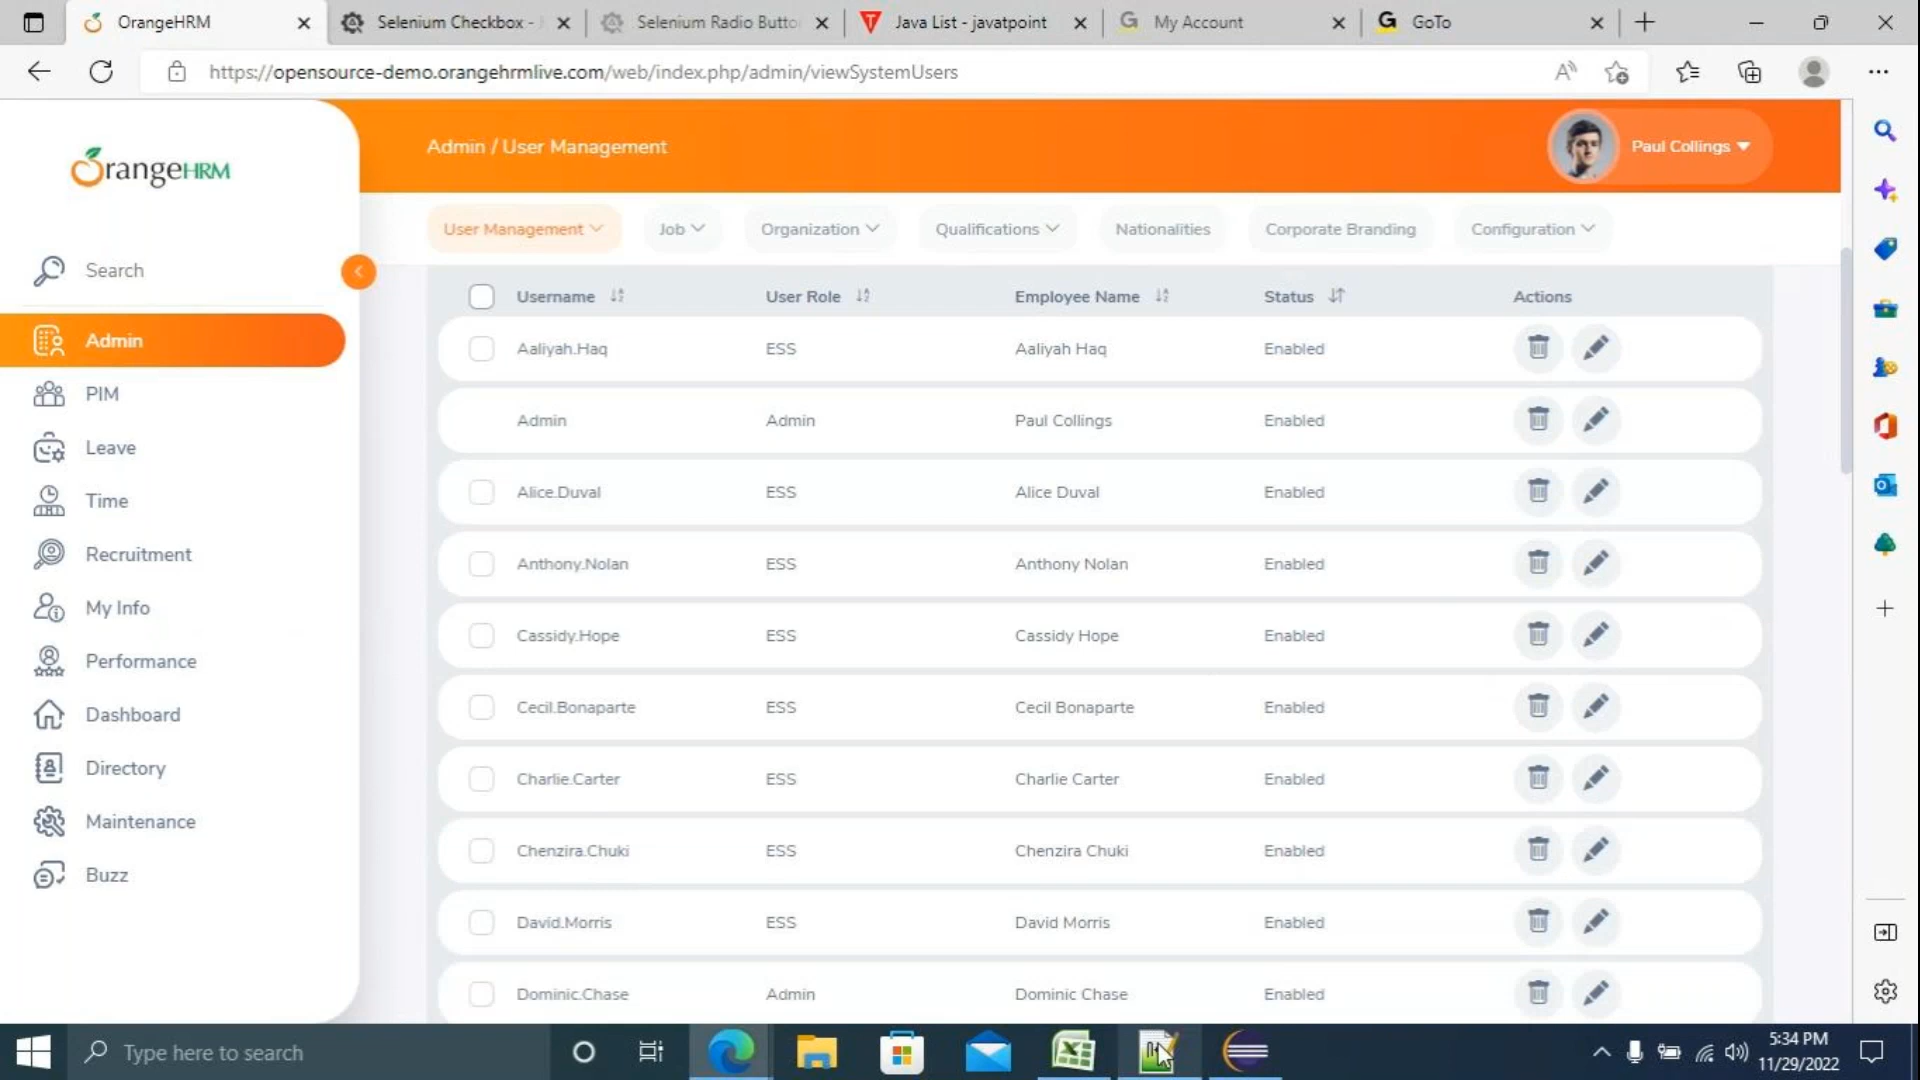 OrangeHRM
Selenium Checkbox - J
Selenium Radio Butto
Java List - javatpoint
My Account
GoTo
https://opensource-demo.orangehrmlive.com/web/index.php/admin/viewSystemUsers
OrangeHRM
Admin / User Management
Paul Collings
User Management
Job
Organization
Qualifications
Nationalities
Corporate Branding
Configuration
Search
Admin
PIM
Leave
Time
Recruitment
My Info
Performance
Dashboard
Directory
Maintenance
Buzz
Username User Role Employee Name Status Actions
Aaliyah.Haq ESS Aaliyah Haq Enabled
Admin Admin Paul Collings Enabled
Alice.Duval ESS Alice Duval Enabled
Anthony.Nolan ESS Anthony Nolan Enabled
Cassidy.Hope ESS Cassidy Hope Enabled
Cecil.Bonaparte ESS Cecil Bonaparte Enabled
Charlie.Carter ESS Charlie Carter Enabled
Chenzira.Chuki ESS Chenzira Chuki Enabled
David.Morris ESS David Morris Enabled
Dominic.Chase Admin Dominic Chase Enabled
Type here to search
5:34 PM
11/29/2022